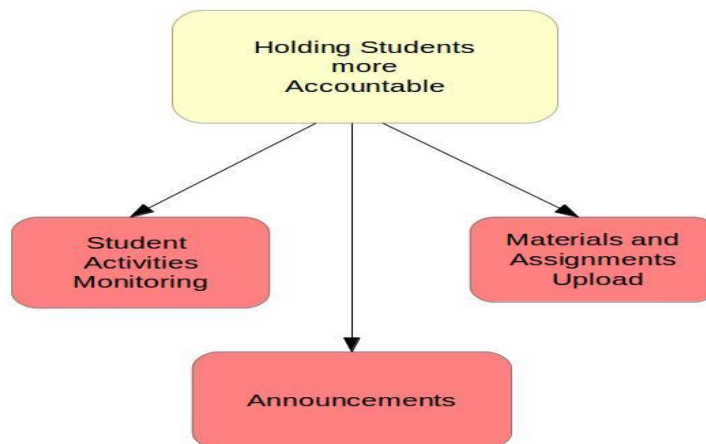 Holding Students
more
Accountable
Student
Activities
Monitoring
Materials and
Assignments
Upload
Announcements